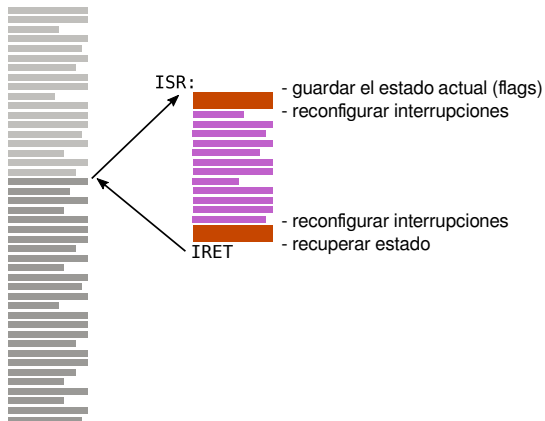 ISR:
- guardar el estado actual (flags)
- reconfigurar interrupciones
- reconfigurar interrupciones
- recuperar estado
IRET